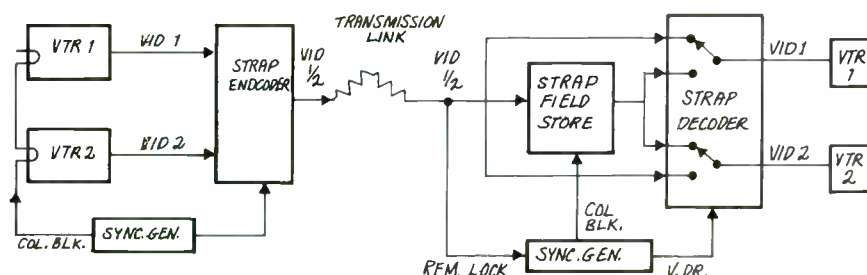 VTR 1
VID 1
STRAP
ENDCODER
VID
1/2
TRANSMISSION
LINK
VTR 2
VID 2
COL. BLK.
SYNC. GEN.
VID
1/2
STRAP
FIELD
STORE
STRAP
DECODER
VID 1
VTR
1
VID 2
VTR
2
COL
BLK.
REM. LOCK
SYNC. GEN.
V. DR.